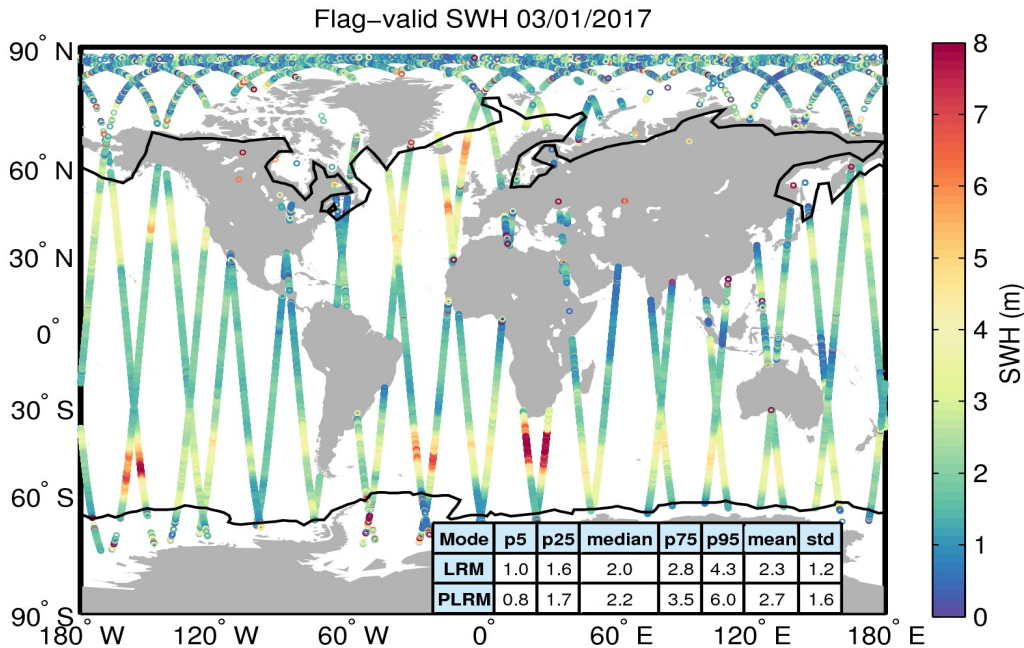 Flag−valid SWH 03/01/2017
90° N
60° N
30° N
0°
30° S
60° S
90° S
180° W
120° W
60° W
0°
60° E
120° E
180° E
8
7
6
5
4
3
2
1
0
SWH (m)
Mode p5 p25 median p75 p95 mean std
LRM 1.0 1.6 2.0 2.8 4.3 2.3 1.2
PLRM 0.8 1.7 2.2 3.5 6.0 2.7 1.6